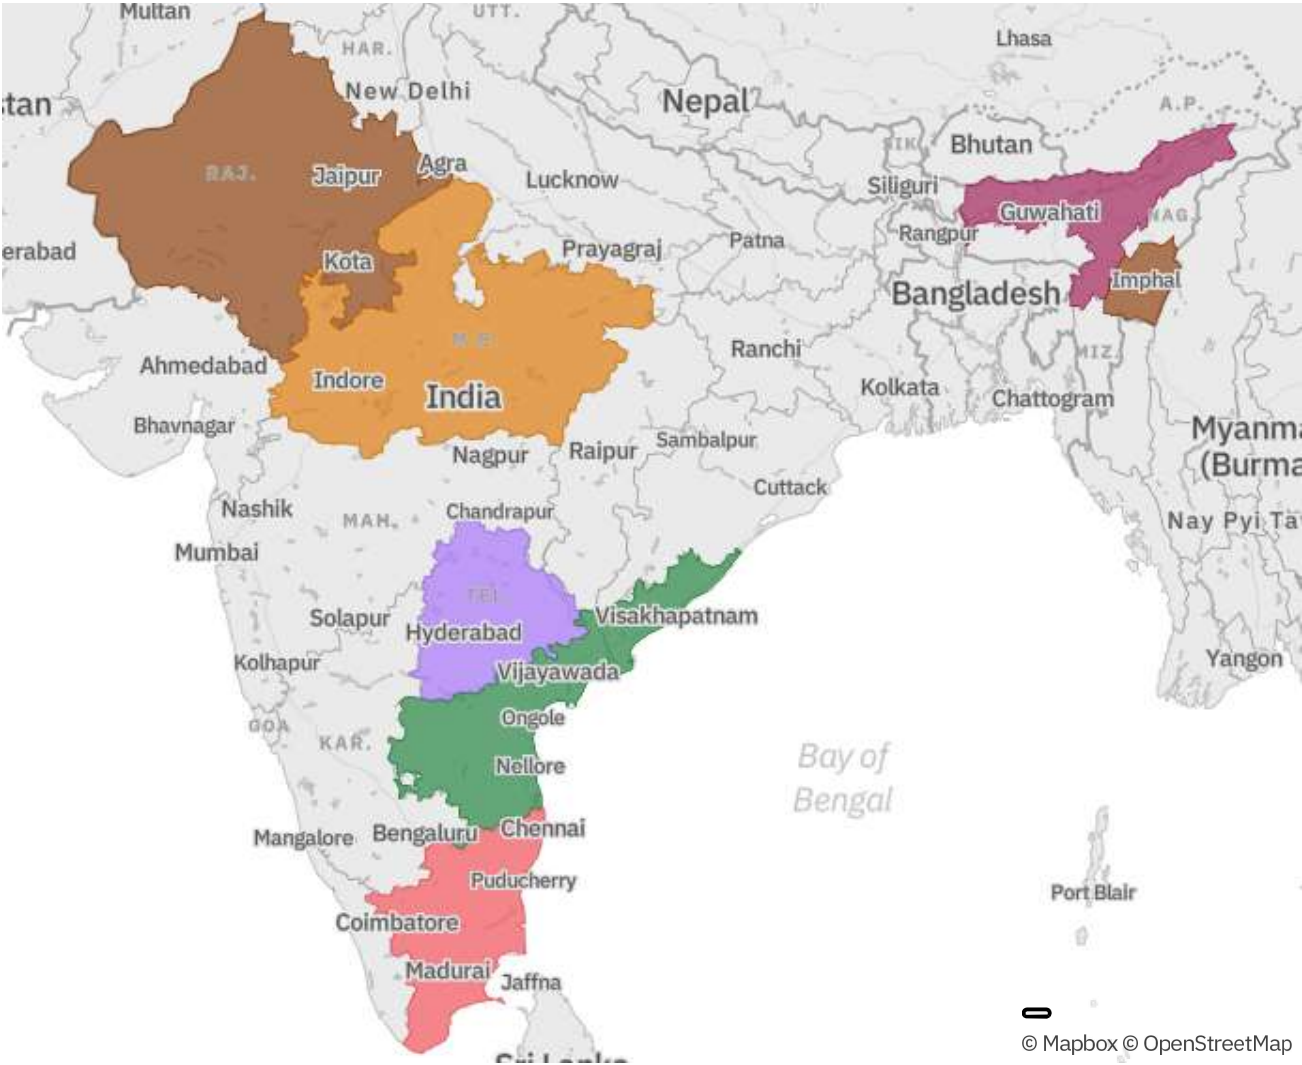 Multan
UTT.
HAR.
Lhasa
New Delhi
stan
Nepal
A.P.
SIK.
Bhutan
Agra
RAJ.
Jaipur
Lucknow
Siliguri
Guwahati
NAG.
Rangpur
Patna
erabad
Kota
Prayagraj
Imphal
Bangladesh
M.P.
Ranchi
MIZ.
Ahmedabad
Indore
India
Kolkata
Chattogram
Bhavnagar
Myanma
(Burma
Nagpur
Raipur
Sambalpur
Cuttack
Nashik
MAH.
Chandrapur
Nay Pyi Ta
Mumbai
TEL.
Solapur
Hyderabad
Visakhapatnam
Kolhapur
Vijayawada
Yangon
GOA
KAR.
Ongole
Nellore
Bay of
Bengal
Mangalore
Bengaluru
Chennai
Puducherry
Port Blair
Coimbatore
Madurai
Jaffna
Sri Lanka
© Mapbox © OpenStreetMap